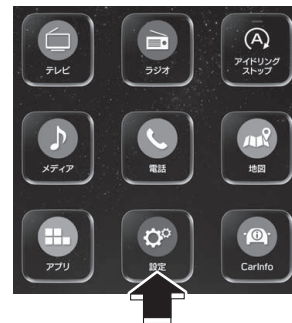 テレビ
ラジオ
A
アイドリング
ストップ
メディア
電話
地図
アプリ
設定
CarInfo